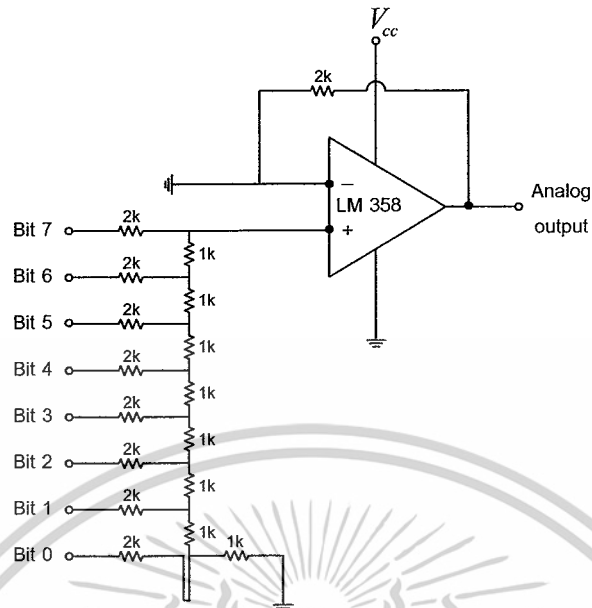 Vcc
2k
LM 358
−
+
Analog
output
Bit 7 2k
1k
Bit 6 2k
1k
Bit 5 2k
1k
Bit 4 2k
1k
Bit 3 2k
1k
Bit 2 2k
1k
Bit 1 2k
1k
Bit 0 2k 1k